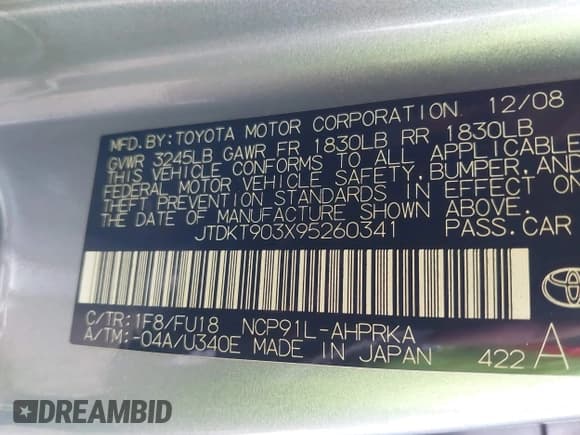 MFD. BY: TOYOTA MOTOR CORPORATION 12/08
GVWR 3245LB GAWR FR 1830LB RR 1830LB
THIS VEHICLE CONFORMS TO ALL APPLICABLE
FEDERAL MOTOR VEHICLE SAFETY, BUMPER, AND
THEFT PREVENTION STANDARDS IN EFFECT ON
THE DATE OF MANUFACTURE SHOWN ABOVE.
JTDKT903X95260341 PASS.CAR
C/TR: 1F8/FU18 NCP91L-AHPRKA
A/TM: -04A/U340E MADE IN JAPAN 422 A
DREAMBID